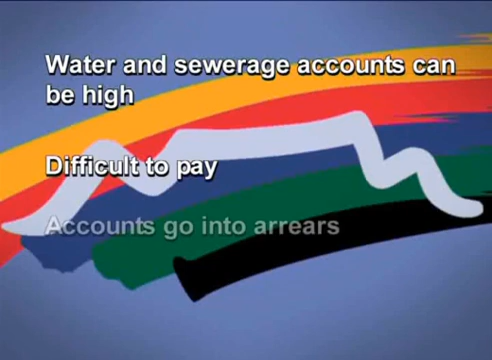 Water and sewerage accounts can
be high
Difficult to pay
Accounts go into arrears